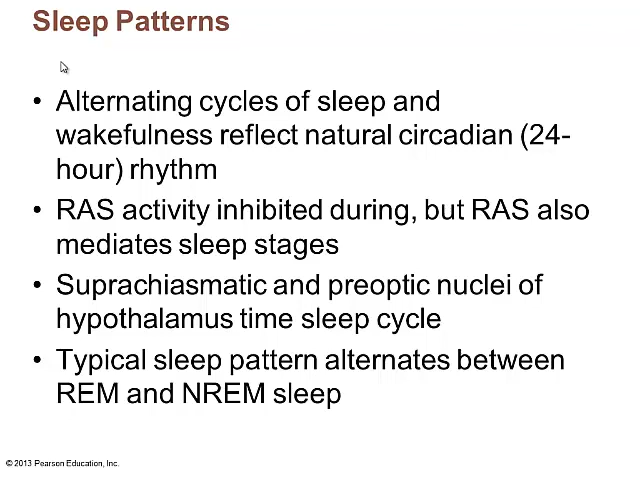 Sleep Patterns
• Alternating cycles of sleep and
wakefulness reflect natural circadian (24-
hour) rhythm
• RAS activity inhibited during, but RAS also
mediates sleep stages
• Suprachiasmatic and preoptic nuclei of
hypothalamus time sleep cycle
• Typical sleep pattern alternates between
REM and NREM sleep
© 2013 Pearson Education, Inc.